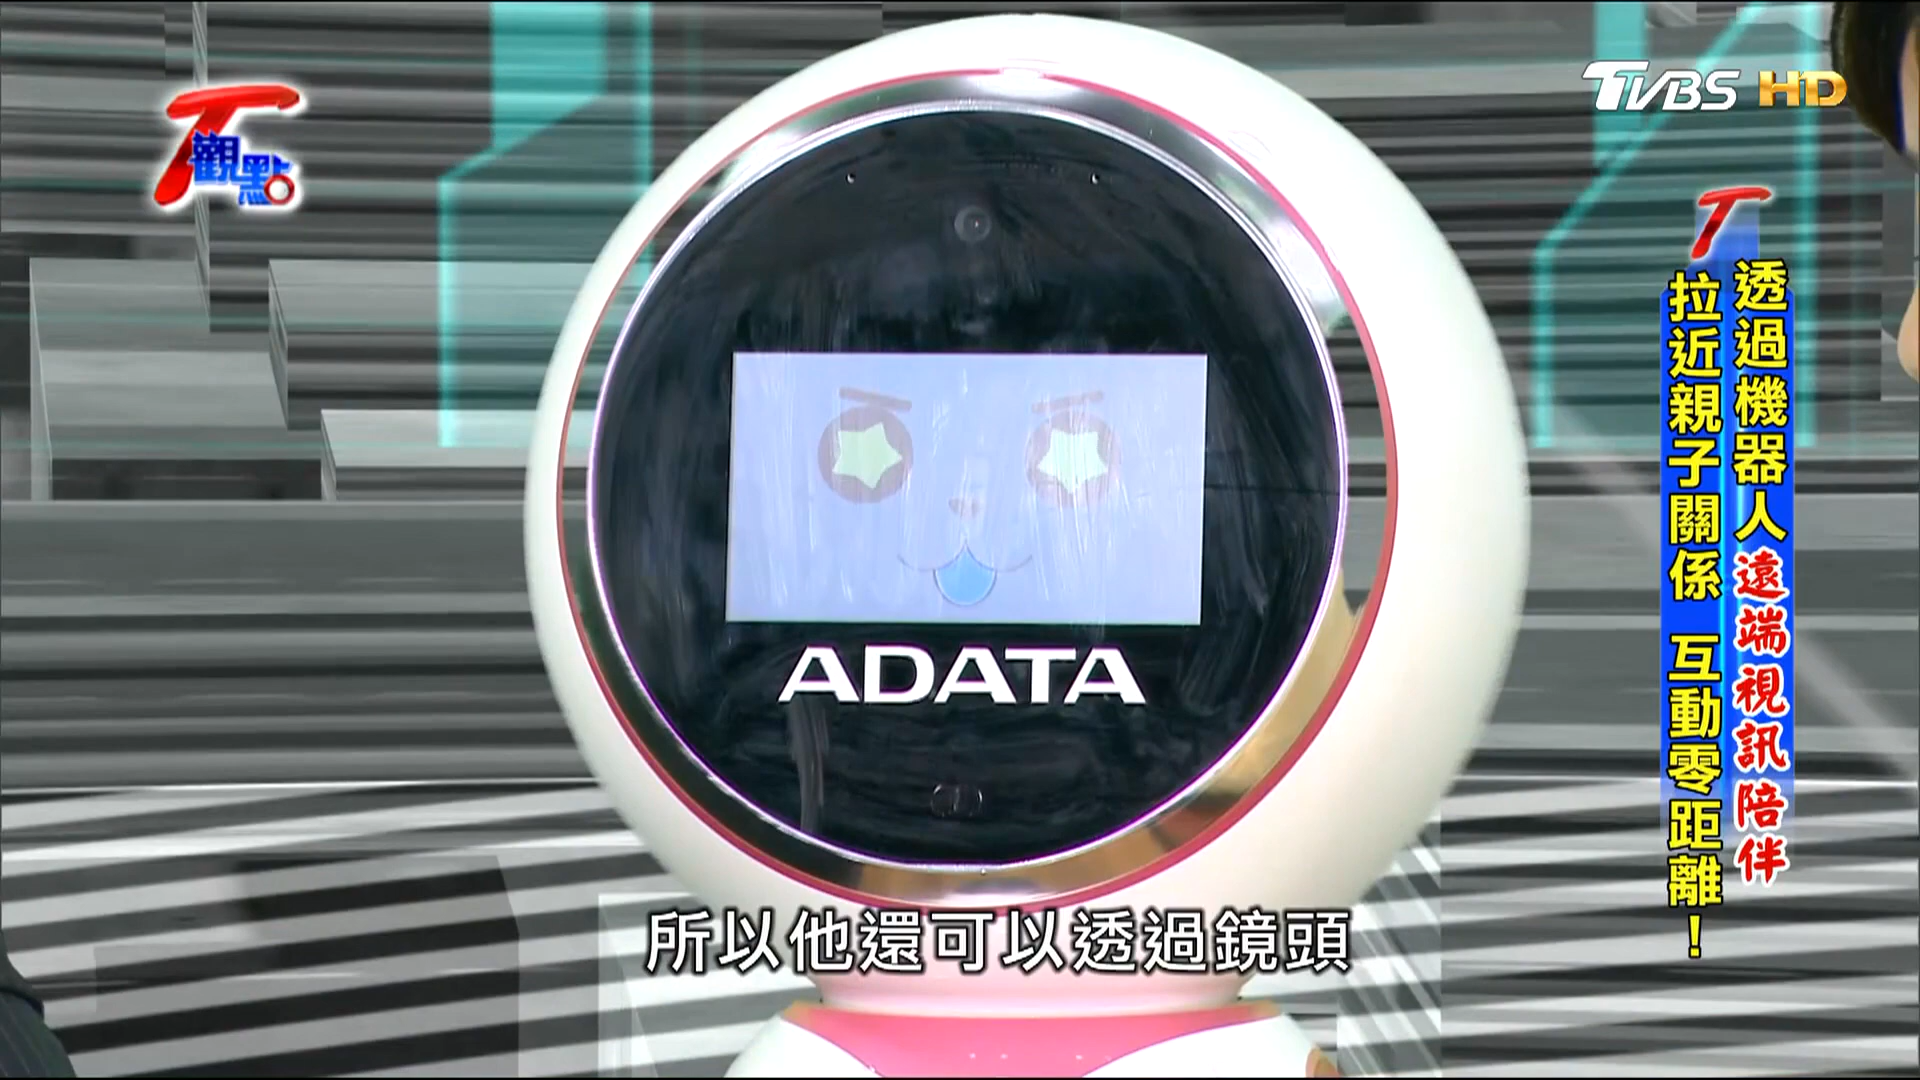 T觀點
TVBS HD
T
透過機器人遠端視訊陪伴
拉近親子關係 互動零距離！
ADATA
所以他還可以透過鏡頭